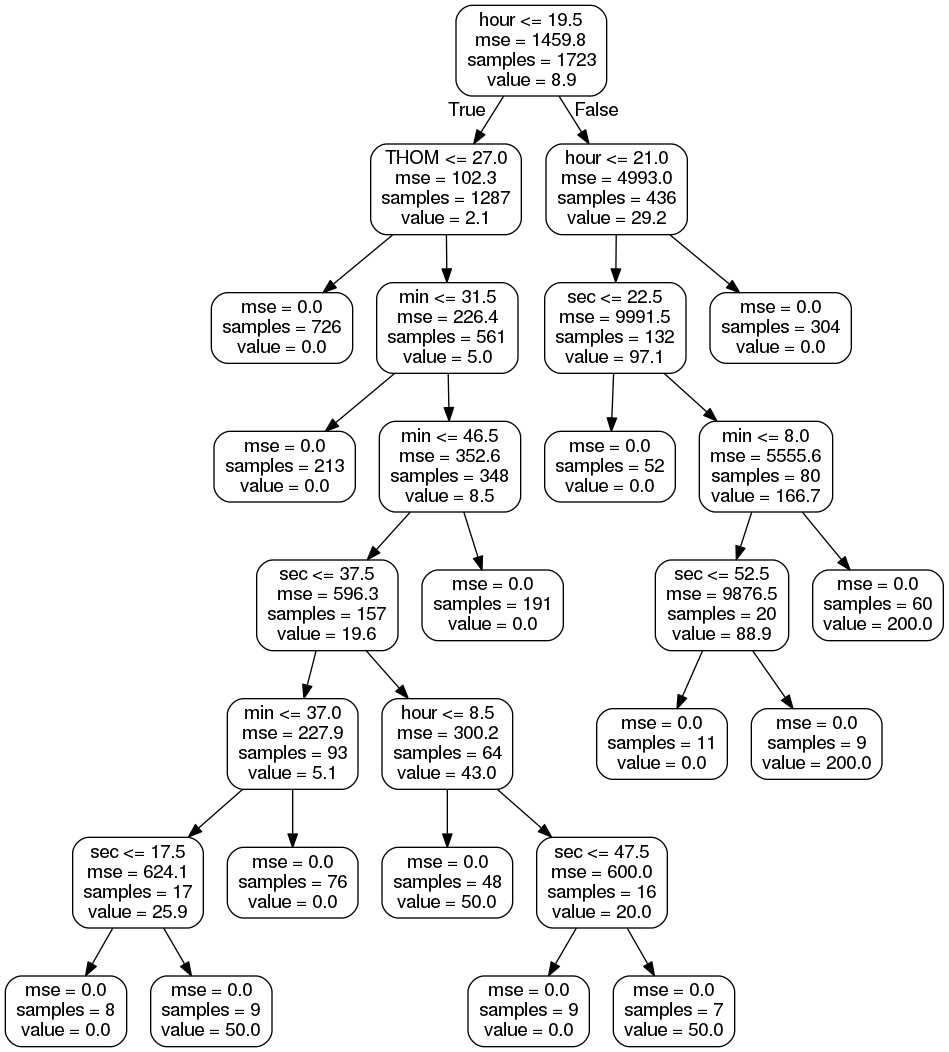 hour <= 19.5
mse = 1459.8
samples = 1723
value = 8.9
True
False
THOM <= 27.0
mse = 102.3
samples = 1287
value = 2.1
hour <= 21.0
mse = 4993.0
samples = 436
value = 29.2
mse = 0.0
samples = 726
value = 0.0
min <= 31.5
mse = 226.4
samples = 561
value = 5.0
sec <= 22.5
mse = 9991.5
samples = 132
value = 97.1
mse = 0.0
samples = 304
value = 0.0
mse = 0.0
samples = 213
value = 0.0
min <= 46.5
mse = 352.6
samples = 348
value = 8.5
mse = 0.0
samples = 52
value = 0.0
min <= 8.0
mse = 5555.6
samples = 80
value = 166.7
sec <= 37.5
mse = 596.3
samples = 157
value = 19.6
mse = 0.0
samples = 191
value = 0.0
sec <= 52.5
mse = 9876.5
samples = 20
value = 88.9
mse = 0.0
samples = 60
value = 200.0
min <= 37.0
mse = 227.9
samples = 93
value = 5.1
hour <= 8.5
mse = 300.2
samples = 64
value = 43.0
mse = 0.0
samples = 11
value = 0.0
mse = 0.0
samples = 9
value = 200.0
sec <= 17.5
mse = 624.1
samples = 17
value = 25.9
mse = 0.0
samples = 76
value = 0.0
mse = 0.0
samples = 48
value = 50.0
sec <= 47.5
mse = 600.0
samples = 16
value = 20.0
mse = 0.0
samples = 8
value = 0.0
mse = 0.0
samples = 9
value = 50.0
mse = 0.0
samples = 9
value = 0.0
mse = 0.0
samples = 7
value = 50.0